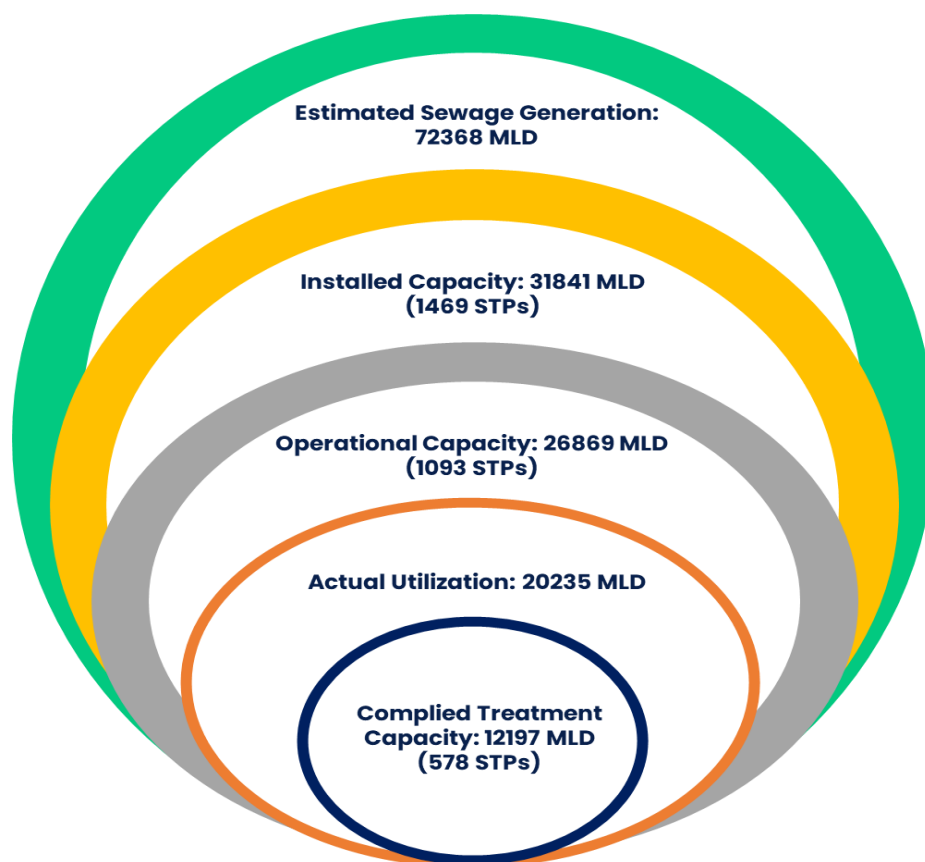 Estimated Sewage Generation:
72368 MLD
Installed Capacity: 31841 MLD
(1469 STPs)
Operational Capacity: 26869 MLD
(1093 STPs)
Actual Utilization: 20235 MLD
Complied Treatment
Capacity: 12197 MLD
(578 STPs)